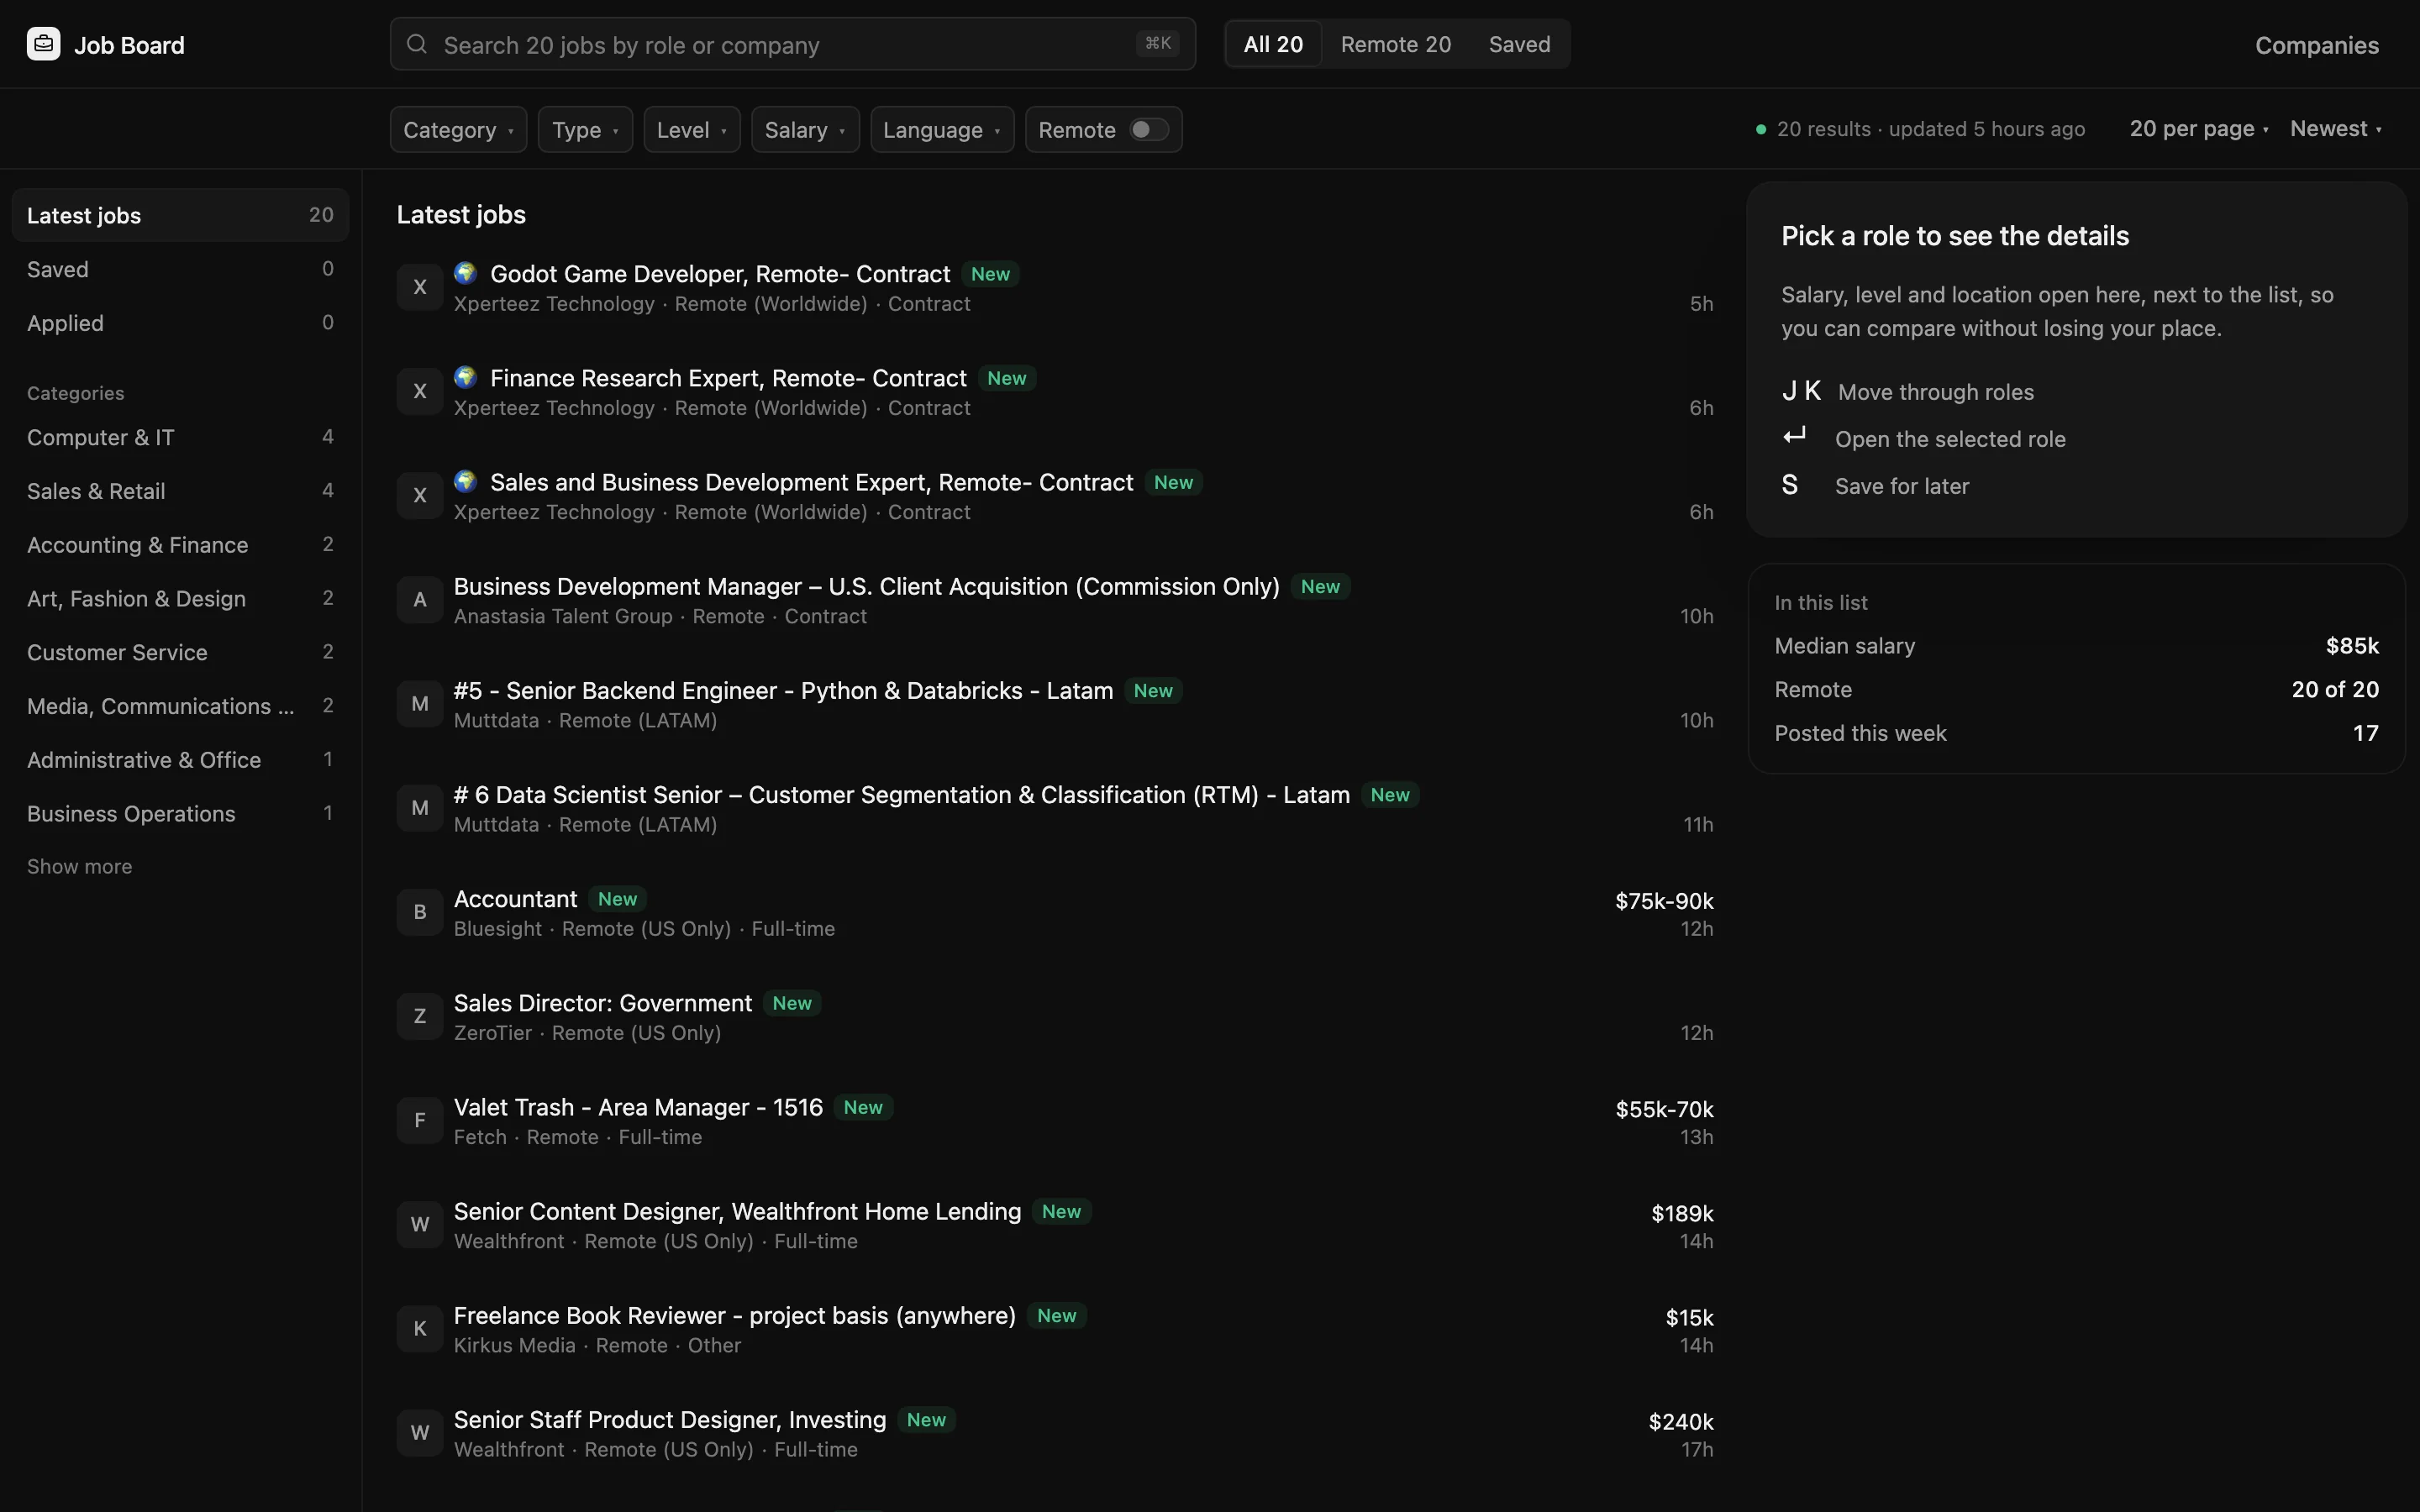 Job Board
Search 20 jobs by role or company ⌘K
All 20 Remote 20 Saved
Companies
Category Type Level Salary Language Remote
20 results · updated 5 hours ago 20 per page Newest
Latest jobs 20
Saved 0
Applied 0
Categories
Computer & IT 4
Sales & Retail 4
Accounting & Finance 2
Art, Fashion & Design 2
Customer Service 2
Media, Communications ... 2
Administrative & Office 1
Business Operations 1
Show more
Latest jobs
X 🌍 Godot Game Developer, Remote- Contract New
Xperteez Technology · Remote (Worldwide) · Contract 5h
X 🌍 Finance Research Expert, Remote- Contract New
Xperteez Technology · Remote (Worldwide) · Contract 6h
X 🌍 Sales and Business Development Expert, Remote- Contract New
Xperteez Technology · Remote (Worldwide) · Contract 6h
A Business Development Manager – U.S. Client Acquisition (Commission Only) New
Anastasia Talent Group · Remote · Contract 10h
M #5 - Senior Backend Engineer - Python & Databricks - Latam New
Muttdata · Remote (LATAM) 10h
M # 6 Data Scientist Senior – Customer Segmentation & Classification (RTM) - Latam New
Muttdata · Remote (LATAM) 11h
B Accountant New $75k-90k
Bluesight · Remote (US Only) · Full-time 12h
Z Sales Director: Government New
ZeroTier · Remote (US Only) 12h
F Valet Trash - Area Manager - 1516 New $55k-70k
Fetch · Remote · Full-time 13h
W Senior Content Designer, Wealthfront Home Lending New $189k
Wealthfront · Remote (US Only) · Full-time 14h
K Freelance Book Reviewer - project basis (anywhere) New $15k
Kirkus Media · Remote · Other 14h
W Senior Staff Product Designer, Investing New $240k
Wealthfront · Remote (US Only) · Full-time 17h
Pick a role to see the details
Salary, level and location open here, next to the list, so
you can compare without losing your place.
J K Move through roles
↵ Open the selected role
S Save for later
In this list
Median salary $85k
Remote 20 of 20
Posted this week 17